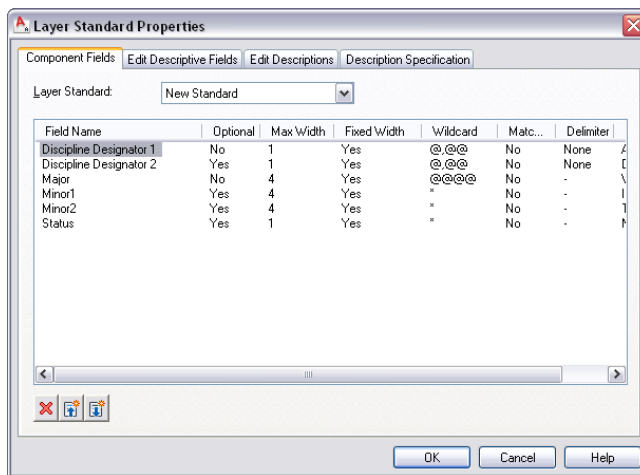 Layer Standard Properties
Component Fields Edit Descriptive Fields Edit Descriptions Description Specification
Layer Standard: New Standard
Field Name Optional Max Width Fixed Width Wildcard Matc... Delimiter
Discipline Designator 1 No 1 Yes @,@@ No None
Discipline Designator 2 Yes 1 Yes @,@@ No None
Major No 4 Yes @@@@ No -
Minor1 Yes 4 Yes * No -
Minor2 Yes 4 Yes * No -
Status Yes 1 Yes * No -
OK Cancel Help